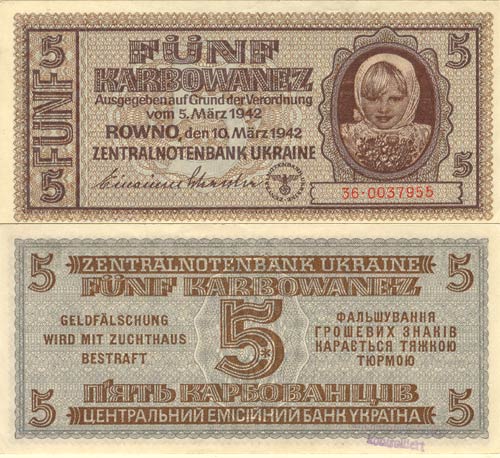 5
FÜNF
5
FÜNF
KARBOWANEZ
Ausgegeben auf Grund der Verordnung
vom 5. März 1942
ROWNO, den 10. März 1942
ZENTRALNOTENBANK UKRAINE
5
5
36·0037955
5
ZENTRALNOTENBANK UKRAINE
5
FÜNF KARBOWANEZ
GELDFÄLSCHUNG
WIRD MIT ZUCHTHAUS
BESTRAFT
5
ФАЛЬШУВАННЯ
ГРОШЕВИХ ЗНАКІВ
КАРАЄТЬСЯ ТЯЖКОЮ
ТЮРМОЮ
П'ЯТЬ КАРБОВАНЦІВ
5
ЦЕНТРАЛЬНИЙ ЕМІСІЙНИЙ БАНК УКРАЇНА
5